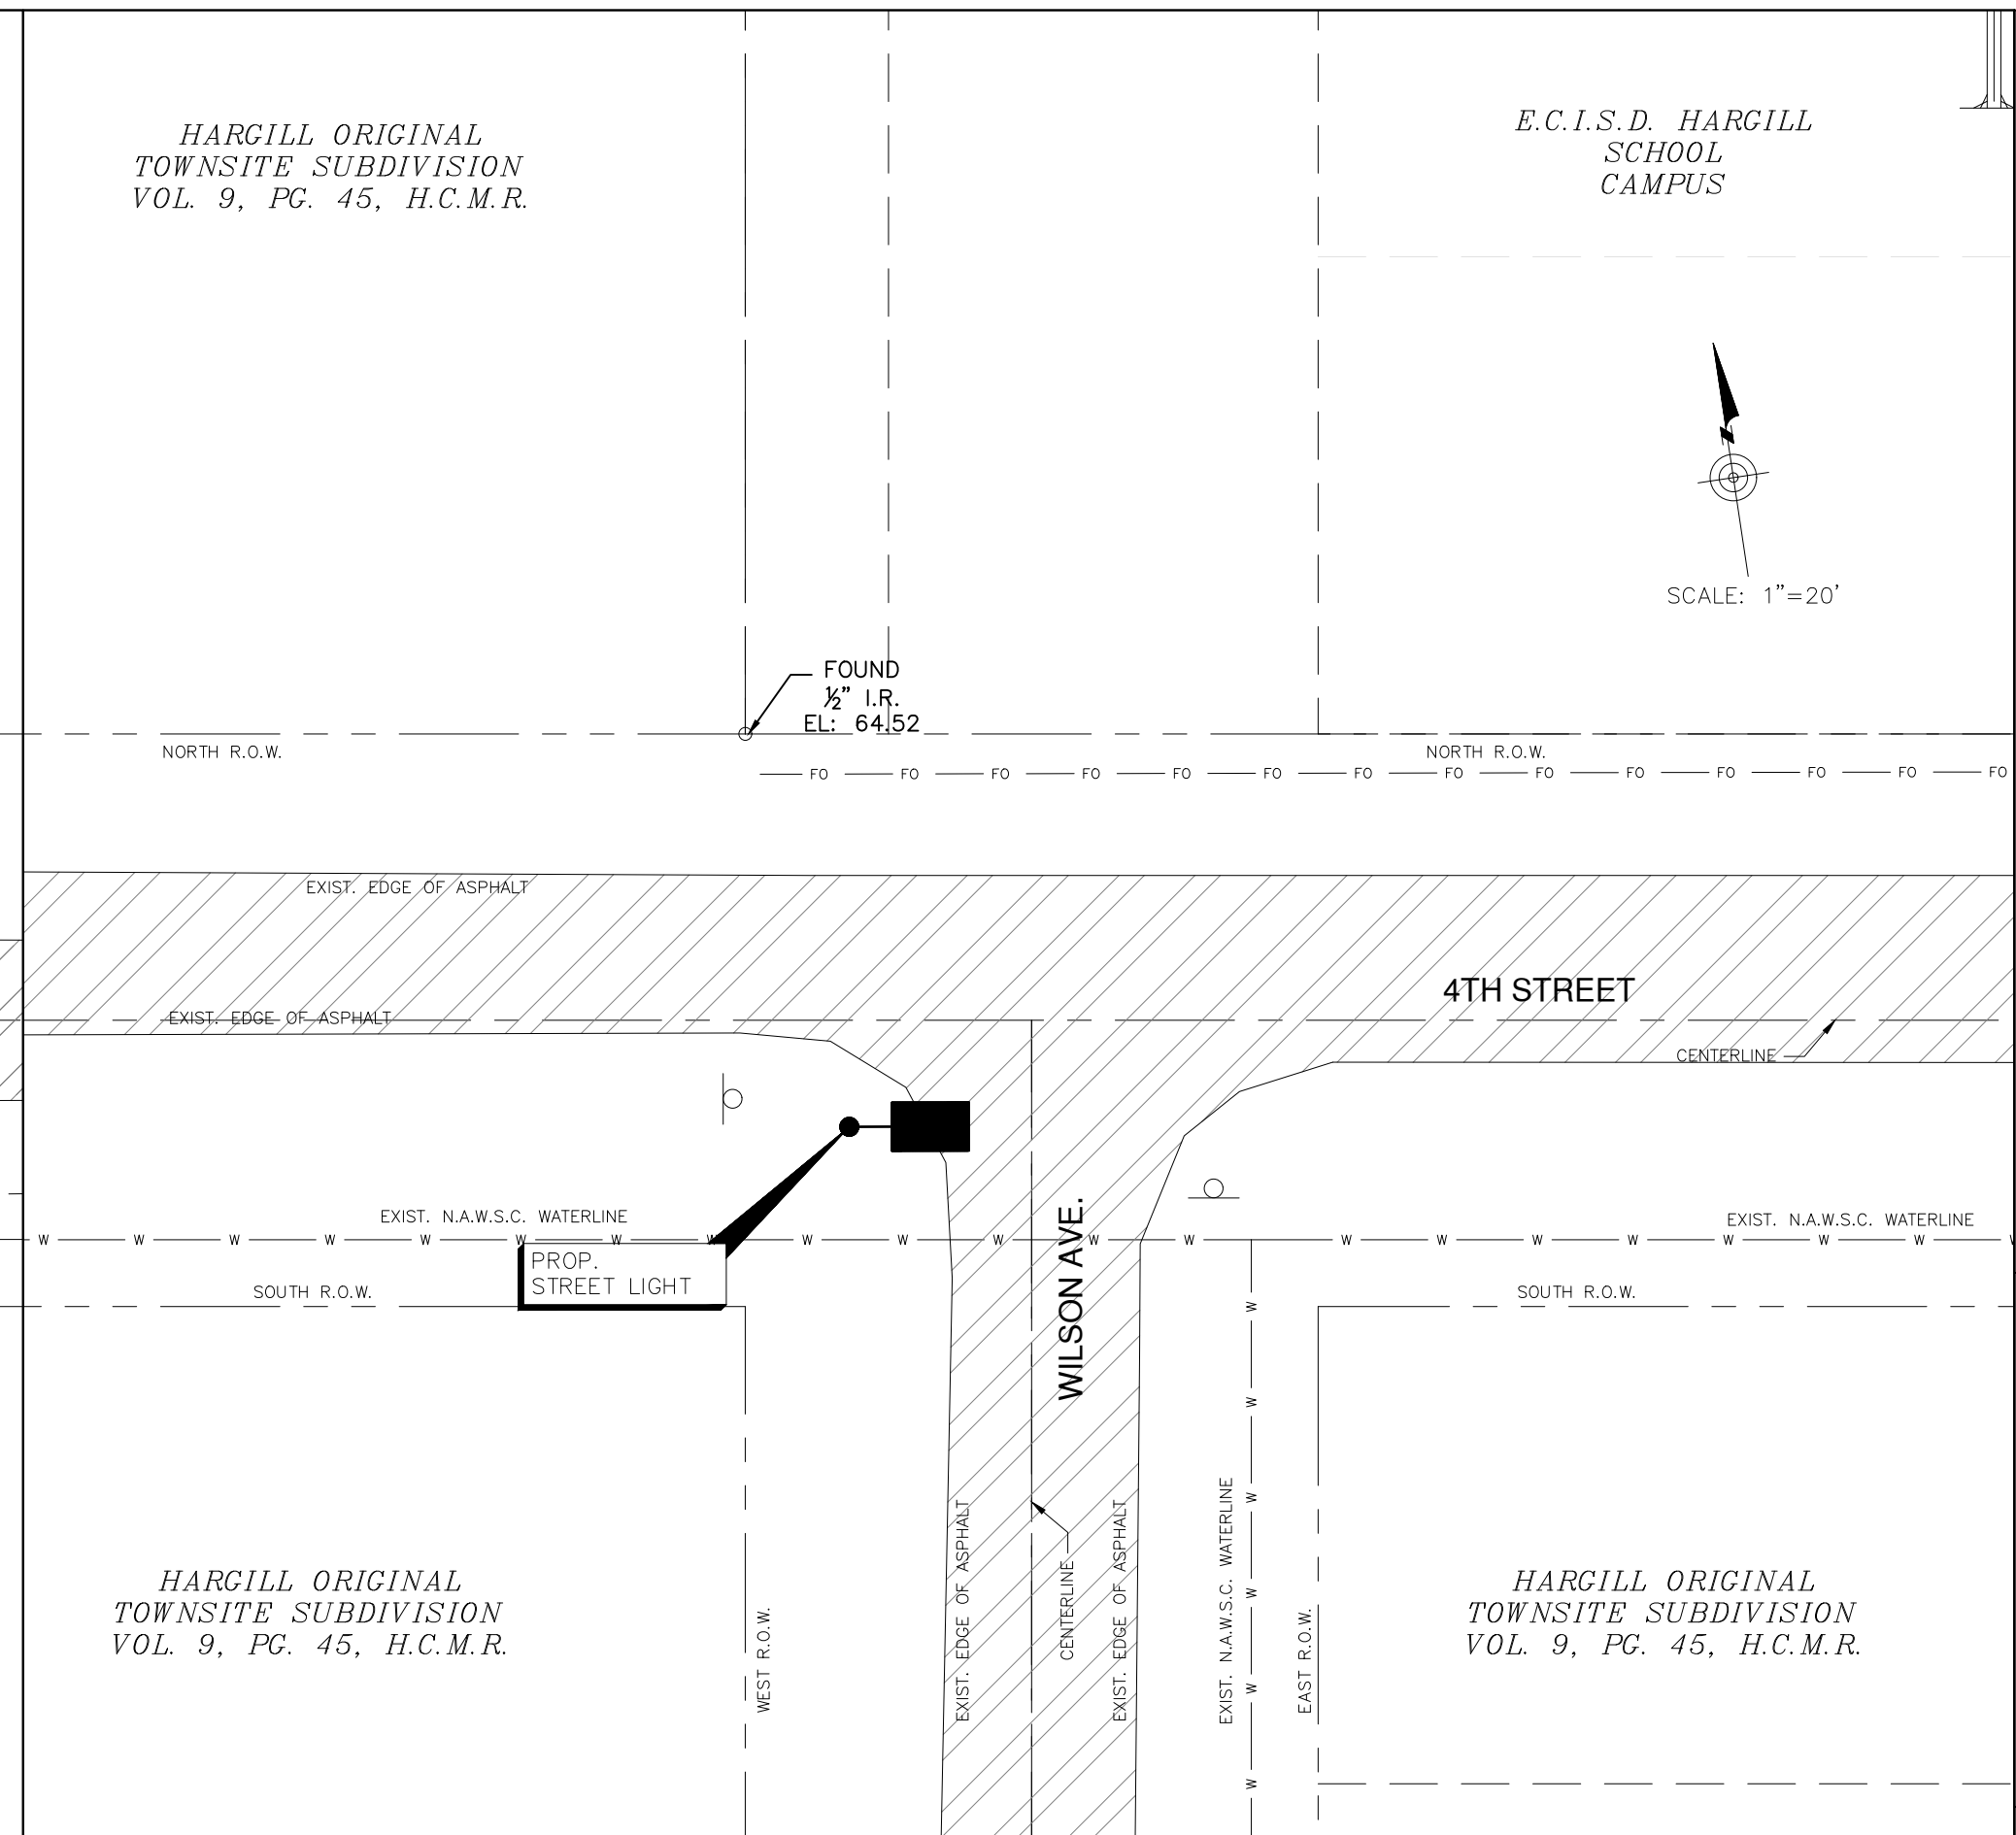 HARGILL ORIGINAL
TOWNSITE SUBDIVISION
VOL. 9, PG. 45, H.C.M.R.
E.C.I.S.D. HARGILL
SCHOOL
CAMPUS
N
SCALE: 1"=20'
FOUND
½" I.R.
EL: 64.52
NORTH R.O.W.
NORTH R.O.W.
FO FO FO FO FO FO FO FO FO FO FO FO FO FO
EXIST. EDGE OF ASPHALT
4TH STREET
EXIST. EDGE OF ASPHALT
CENTERLINE
EXIST. N.A.W.S.C. WATERLINE
EXIST. N.A.W.S.C. WATERLINE
W W W W W W W W W W W W W W W W W W W W W
PROP.
STREET LIGHT
SOUTH R.O.W.
SOUTH R.O.W.
WILSON AVE.
HARGILL ORIGINAL
TOWNSITE SUBDIVISION
VOL. 9, PG. 45, H.C.M.R.
WEST R.O.W.
EXIST. EDGE OF ASPHALT
CENTERLINE
EXIST. EDGE OF ASPHALT
EXIST. N.A.W.S.C. WATERLINE
W W W W W W
EAST R.O.W.
HARGILL ORIGINAL
TOWNSITE SUBDIVISION
VOL. 9, PG. 45, H.C.M.R.